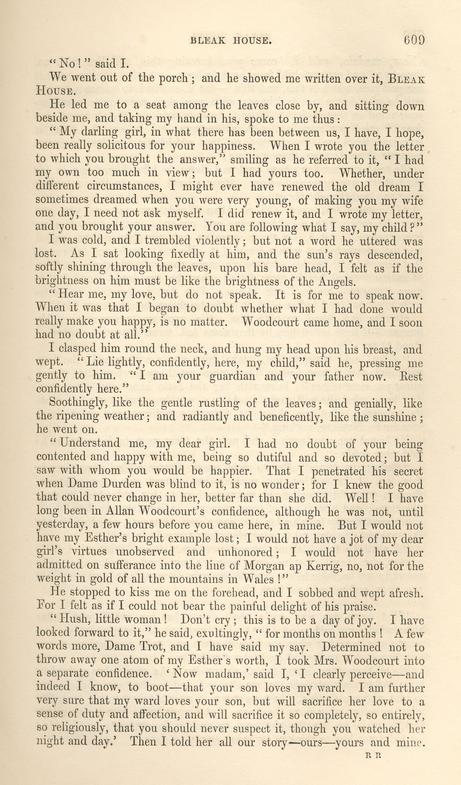 BLEAK HOUSE. 609
“ No! ” said I.
We went out of the porch ; and he showed me written over it, BLEAK
HOUSE.
He led me to a seat among the leaves close by, and sitting down
beside me, and taking my hand in his, spoke to me thus :
“ My darling girl, in what there has been between us, I have, I hope,
been really solicitous for your happiness. When I wrote you the letter
to which you brought the answer,” smiling as he referred to it, “ I had
my own too much in view; but I had yours too. Whether, under
different circumstances, I might ever have renewed the old dream I
sometimes dreamed when you were very young, of making you my wife
one day, I need not ask myself. I did renew it, and I wrote my letter,
and you brought your answer. You are following what I say, my child ? ”
I was cold, and I trembled violently ; but not a word he uttered was
lost. As I sat looking fixedly at him, and the sun’s rays descended,
softly shining through the leaves, upon his bare head, I felt as if the
brightness on him must be like the brightness of the Angels.
“ Hear me, my love, but do not speak. It is for me to speak now.
When it was that I began to doubt whether what I had done would
really make you happy, is no matter. Woodcourt came home, and I soon
had no doubt at all.”
I clasped him round the neck, and hung my head upon his breast, and
wept. “ Lie lightly, confidently, here, my child,” said he, pressing me
gently to him. “ I am your guardian and your father now. Rest
confidently here.”
Soothingly, like the gentle rustling of the leaves ; and genially, like
the ripening weather ; and radiantly and beneficently, like the sunshine ;
he went on.
“ Understand me, my dear girl. I had no doubt of your being
contented and happy with me, being so dutiful and so devoted ; but I
saw with whom you would be happier. That I penetrated his secret
when Dame Durden was blind to it, is no wonder ; for I knew the good
that could never change in her, better far than she did. Well ! I have
long been in Allan Woodcourt’s confidence, although he was not, until
yesterday, a few hours before you came here, in mine. But I would not
have my Esther’s bright example lost ; I would not have a jot of my dear
girl’s virtues unobserved and unhonored ; I would not have her
admitted on sufferance into the line of Morgan ap Kerrig, no, not for the
weight in gold of all the mountains in Wales ! ”
He stopped to kiss me on the forehead, and I sobbed and wept afresh.
For I felt as if I could not bear the painful delight of his praise.
“ Hush, little woman ! Don’t cry ; this is to be a day of joy. I have
looked forward to it,” he said, exultingly, “ for months on months ! A few
words more, Dame Trot, and I have said my say. Determined not to
throw away one atom of my Esther’s worth, I took Mrs. Woodcourt into
a separate confidence. ‘ Now madam,’ said I, ‘ I clearly perceive—and
indeed I know, to boot—that your son loves my ward. I am further
very sure that my ward loves your son, but will sacrifice her love to a
sense of duty and affection, and will sacrifice it so completely, so entirely,
so religiously, that you should never suspect it, though you watched her
night and day.’ Then I told her all our story—ours—yours and mine.
R R